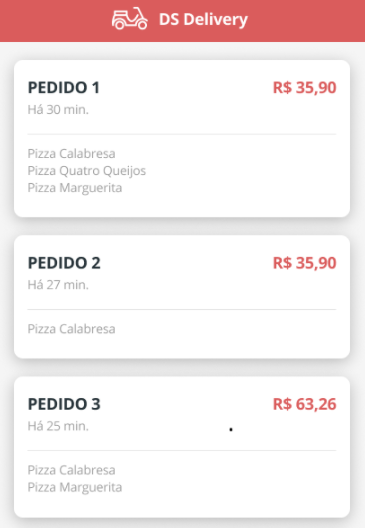 DS Delivery
PEDIDO 1 R$ 35,90
Há 30 min.
Pizza Calabresa
Pizza Quatro Queijos
Pizza Marguerita
PEDIDO 2 R$ 35,90
Há 27 min.
Pizza Calabresa
PEDIDO 3 R$ 63,26
Há 25 min.
Pizza Calabresa
Pizza Marguerita